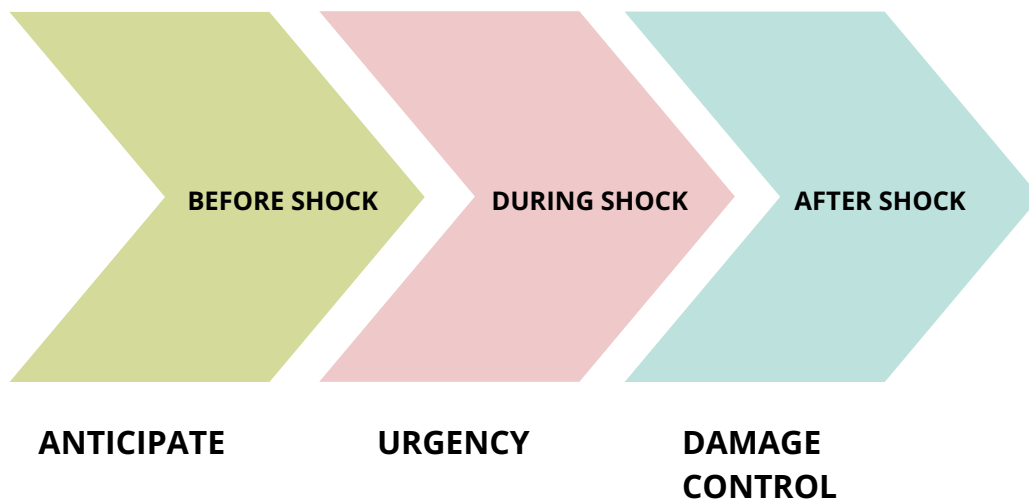 BEFORE SHOCK
DURING SHOCK
AFTER SHOCK
ANTICIPATE
URGENCY
DAMAGE
CONTROL